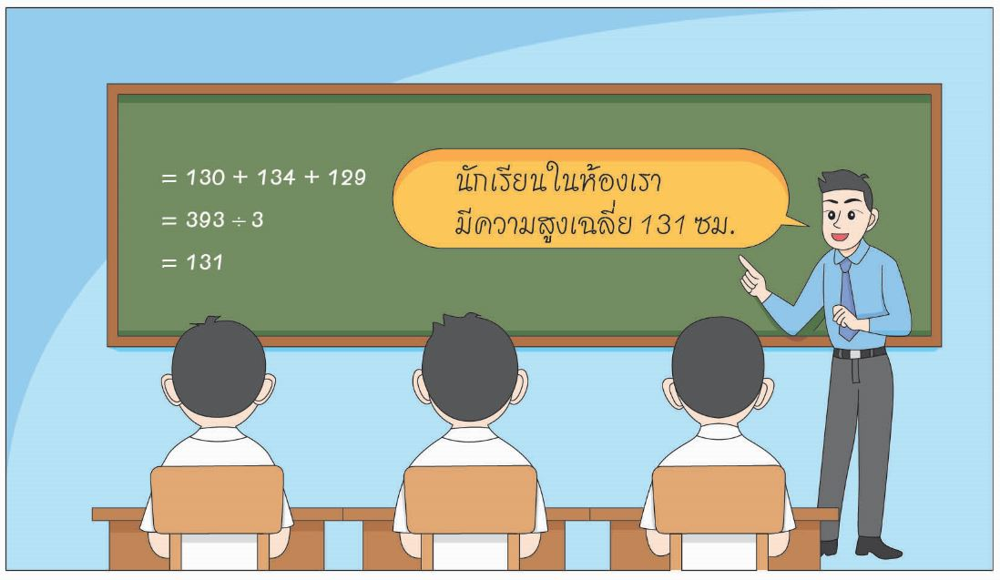 = 130 + 134 + 129
= 393 ÷ 3
= 131
นักเรียนในห้องเรา
มีความสูงเฉลี่ย 131 ซม.